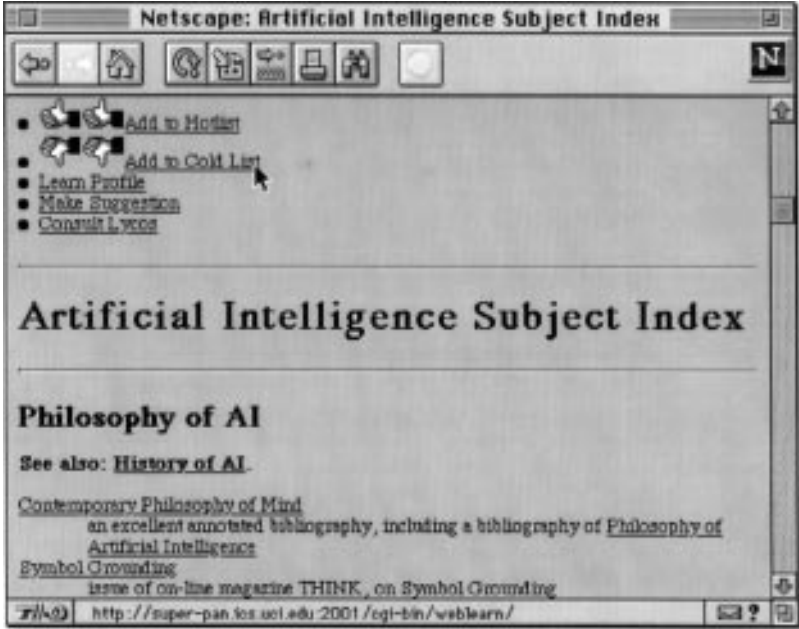 Netscape: Artificial Intelligence Subject Index
N
Add to Hotlist
Add to Cold List
Learn Profile
Make Suggestion
Consult Lycos
Artificial Intelligence Subject Index
Philosophy of AI
See also: History of AI.
Contemporary Philosophy of Mind
an excellent annotated bibliography, including a bibliography of Philosophy of
Artificial Intelligence
Symbol Grounding
issue of on-line magazine THINK, on Symbol Grounding
http://super-pan.ics.uci.edu:2001/cgi-bin/weblearn/
?